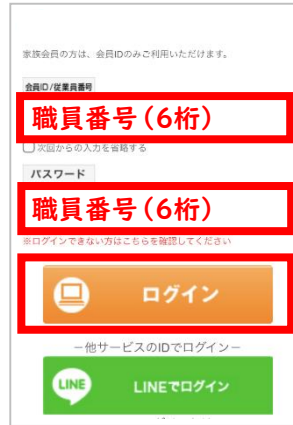 家族会員の方は、会員IDのみご利用いただけます。
会員ID/従業員番号
職員番号(6桁)
次回からの入力を省略する
パスワード
職員番号(6桁)
※ログインできない方はこちらを確認してください
ログイン
-他サービスのIDでログイン-
LINE
LINEでログイン